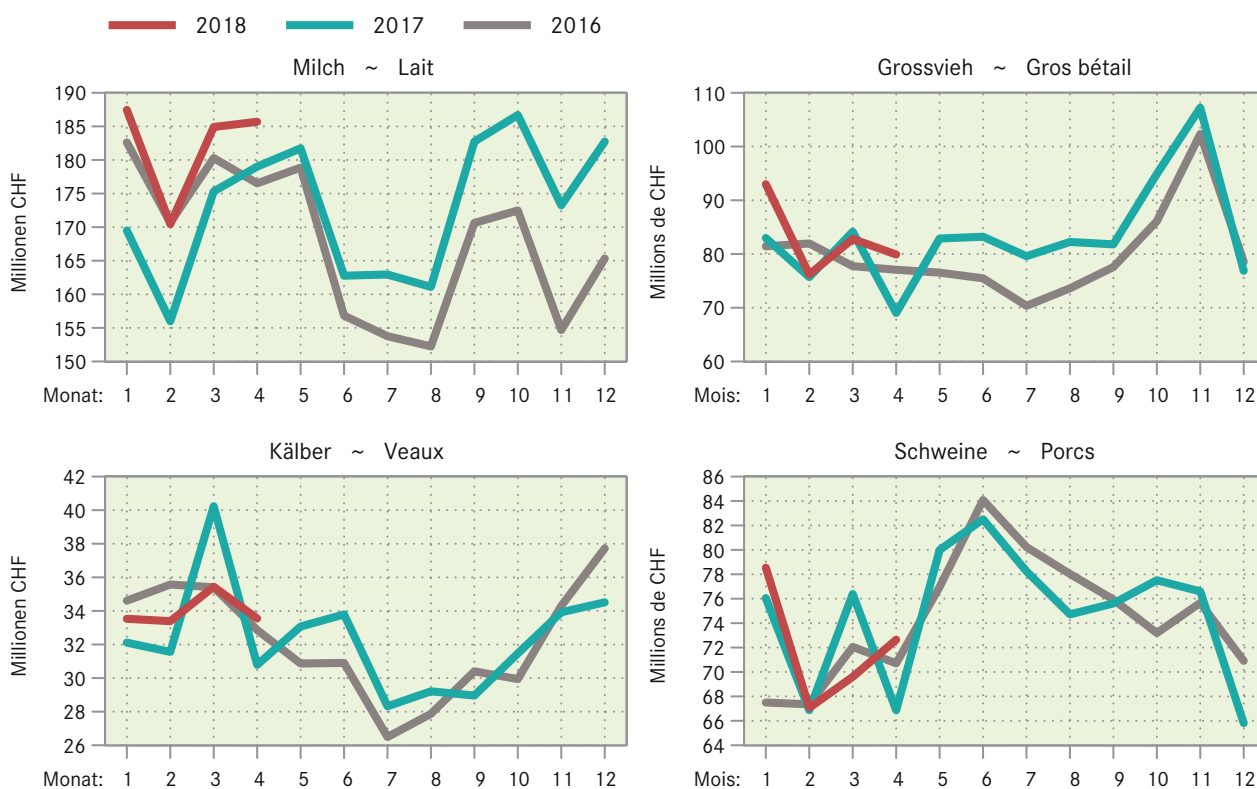 2018 2017 2016
Milch ~ Lait
Millionen CHF
190
185
180
175
170
165
160
155
150
Monat: 1 2 3 4 5 6 7 8 9 10 11 12
Grossvieh ~ Gros bétail
Millions de CHF
110
100
90
80
70
60
Mois: 1 2 3 4 5 6 7 8 9 10 11 12
Kälber ~ Veaux
Millionen CHF
42
40
38
36
34
32
30
28
26
Monat: 1 2 3 4 5 6 7 8 9 10 11 12
Schweine ~ Porcs
Millions de CHF
86
84
82
80
78
76
74
72
70
68
66
64
Mois: 1 2 3 4 5 6 7 8 9 10 11 12